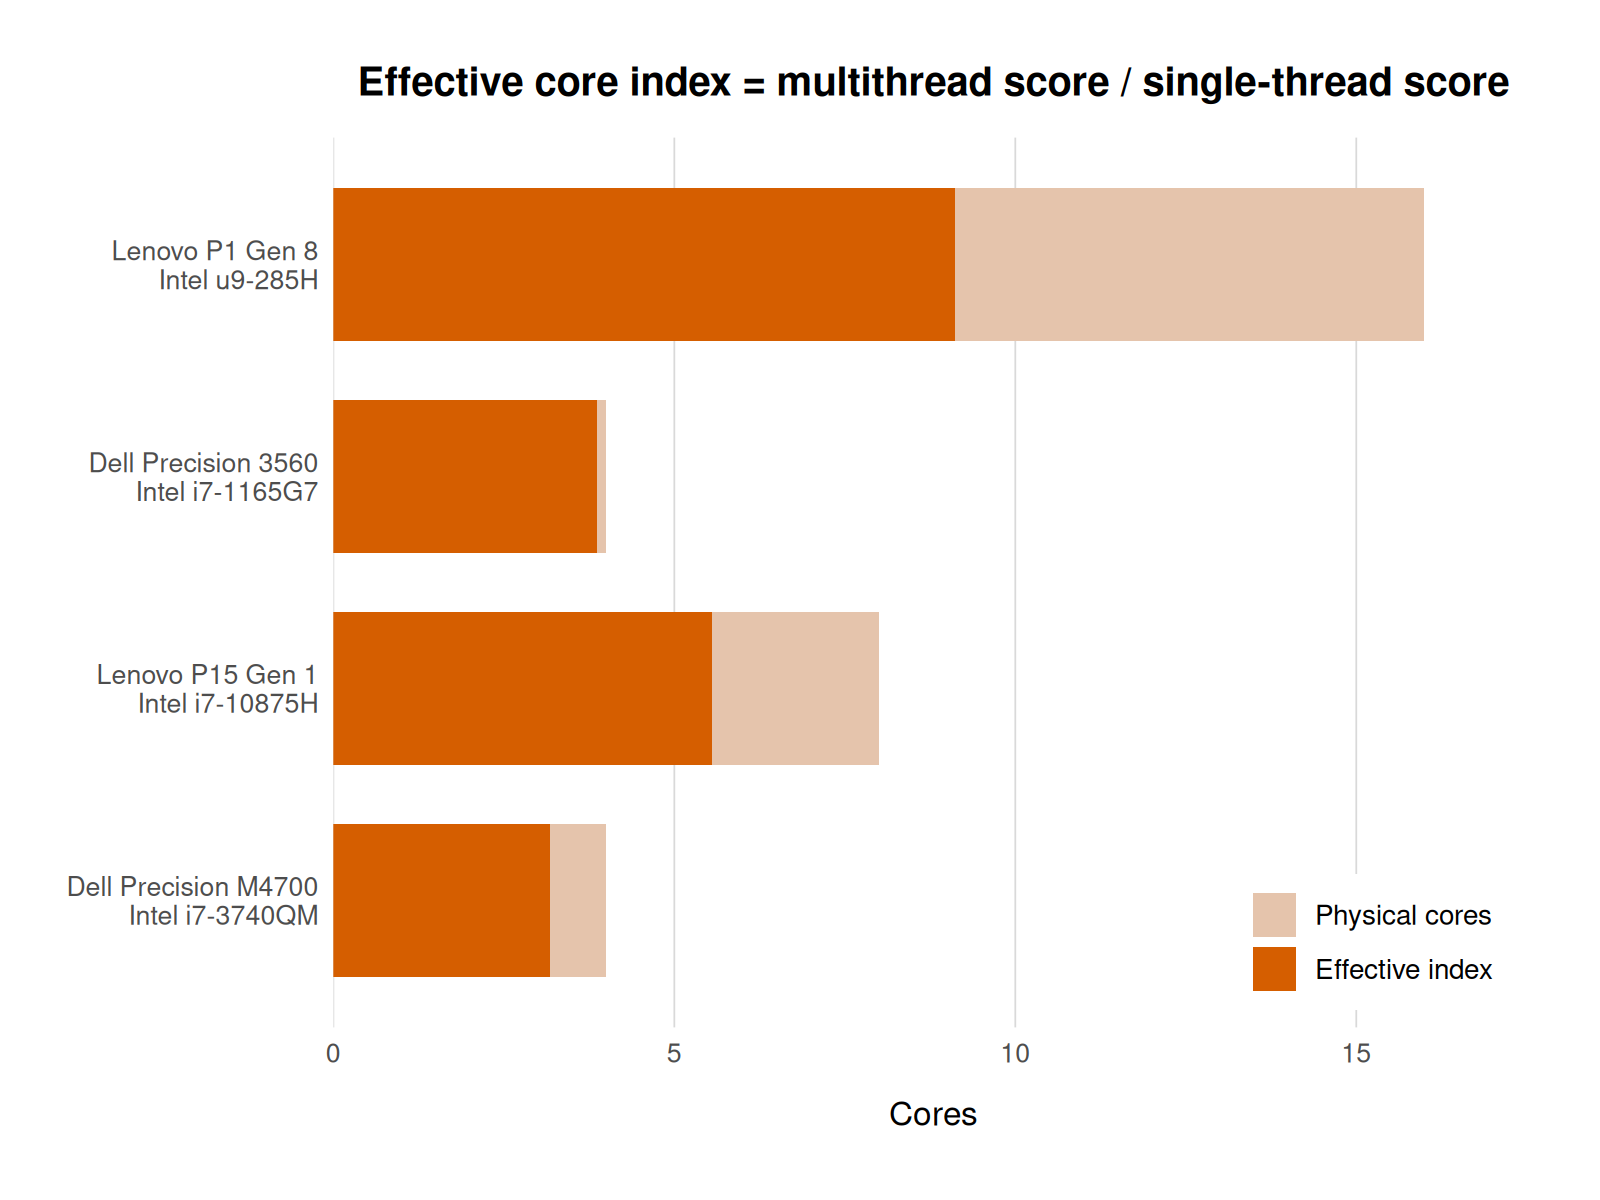 Effective core index = multithread score / single-thread score
Lenovo P1 Gen 8
Intel u9-285H
Dell Precision 3560
Intel i7-1165G7
Lenovo P15 Gen 1
Intel i7-10875H
Dell Precision M4700
Intel i7-3740QM
Physical cores
Effective index
0 5 10 15
Cores